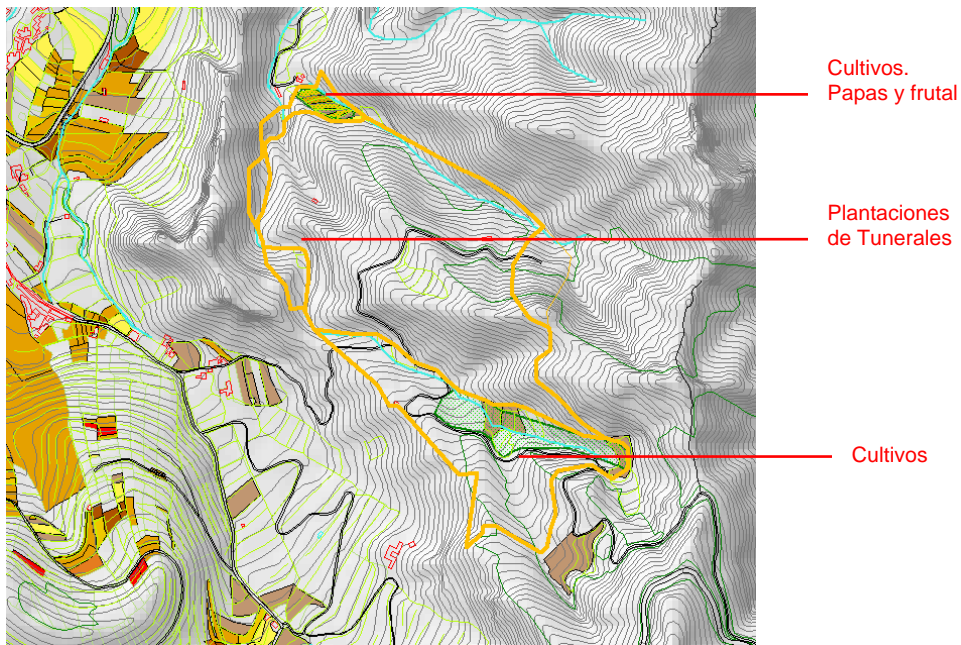 Cultivos.
Papas y frutal
Plantaciones
de Tunerales
Cultivos